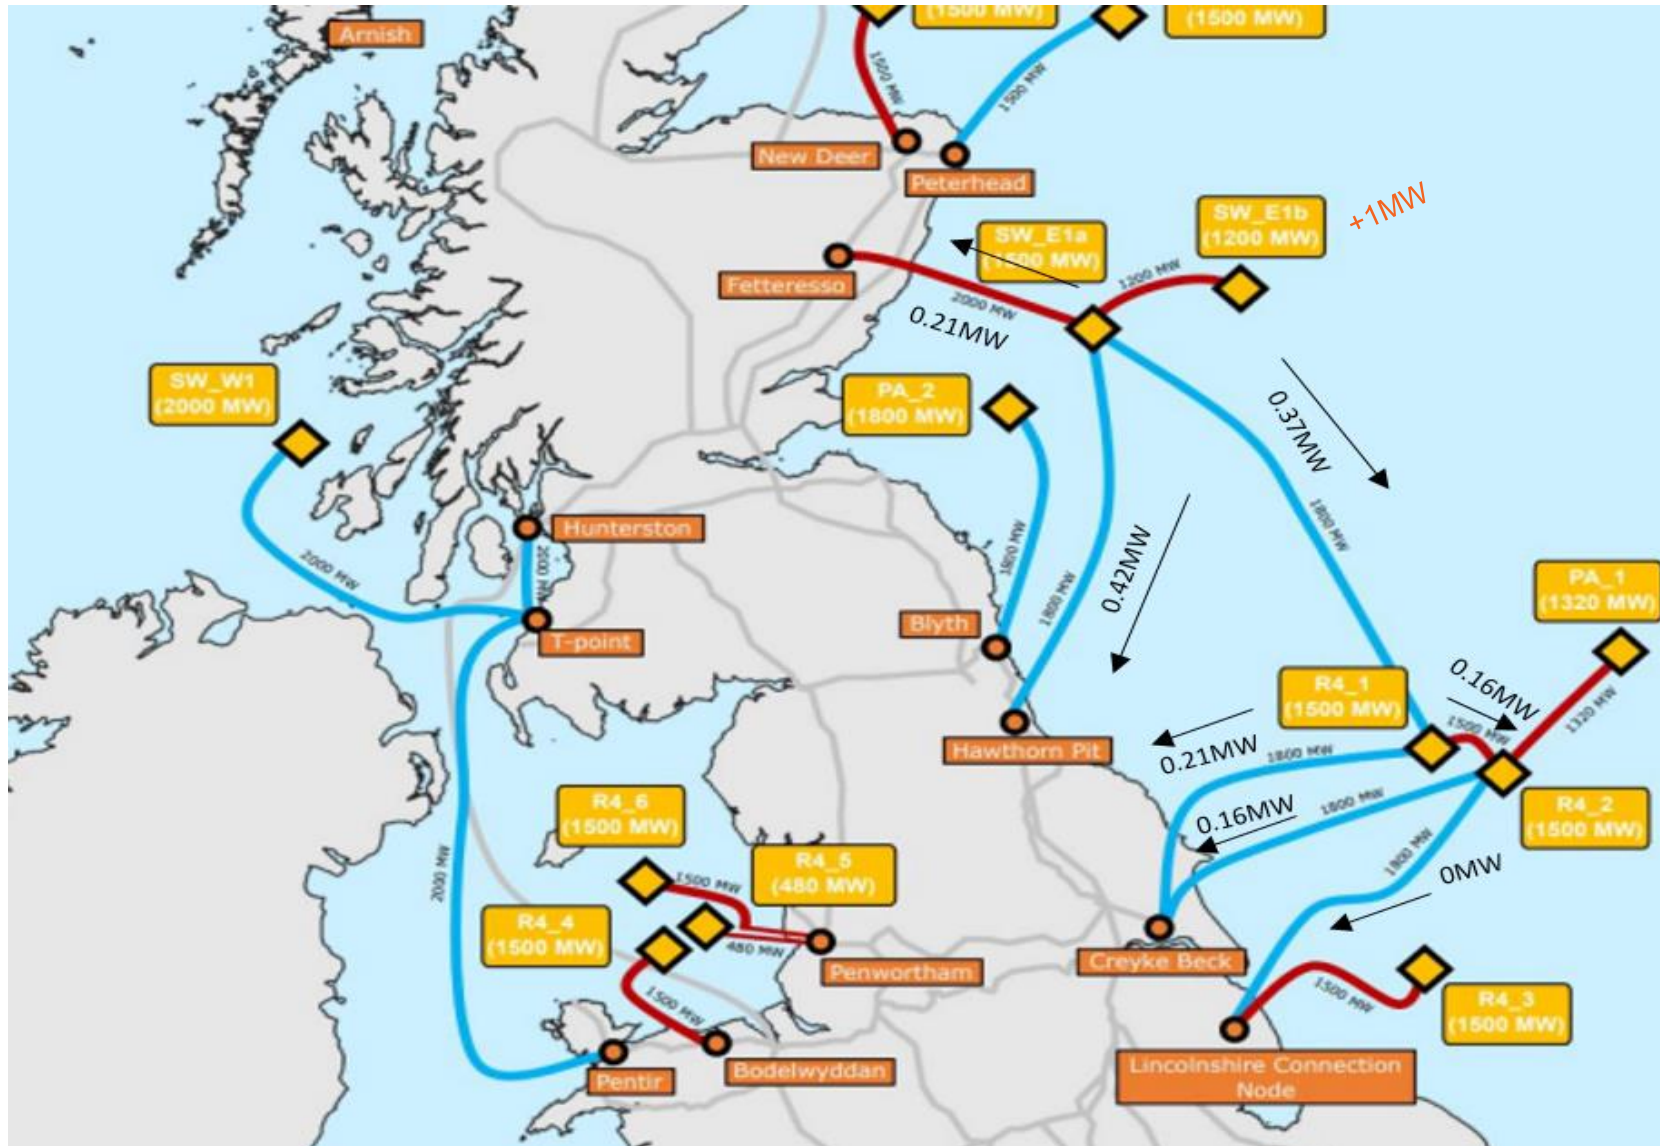 Arnish
(1500 MW)
(1500 MW)
1500 MW
1500 MW
New Deer
Peterhead
SW_E1a
(1500 MW)
SW_E1b
(1200 MW)
+1MW
Fetteresso
2000 MW
0.21MW
1200 MW
SW_W1
(2000 MW)
PA_2
(1800 MW)
0.37MW
1800 MW
Hunterston
2000 MW
2000 MW
T-point
1800 MW
1800 MW
0.42MW
Blyth
PA_1
(1320 MW)
R4_1
(1500 MW)
0.16MW
1500 MW
1320 MW
Hawthorn Pit
0.21MW
1800 MW
R4_6
(1500 MW)
0.16MW
1800 MW
R4_2
(1500 MW)
R4_5
(480 MW)
1500 MW
2000 MW
1800 MW
0MW
R4_4
(1500 MW)
480 MW
Penwortham
Creyke Beck
1500 MW
1500 MW
R4_3
(1500 MW)
Pentir
Bodelwyddan
Lincolnshire Connection
Node